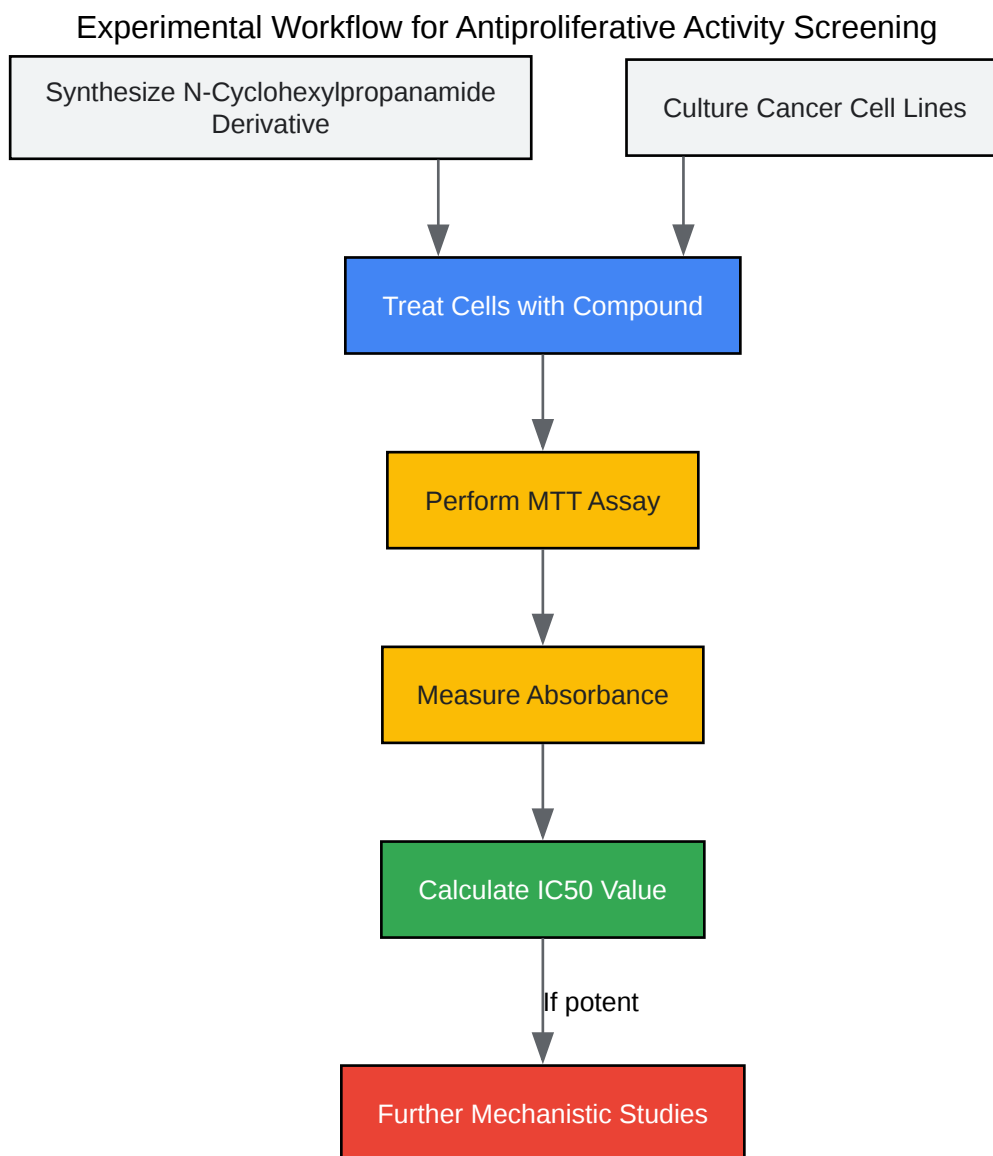 Experimental Workflow for Antiproliferative Activity Screening
Synthesize N-Cyclohexylpropanamide
Derivative
Culture Cancer Cell Lines
Treat Cells with Compound
Perform MTT Assay
Measure Absorbance
Calculate IC50 Value
If potent
Further Mechanistic Studies